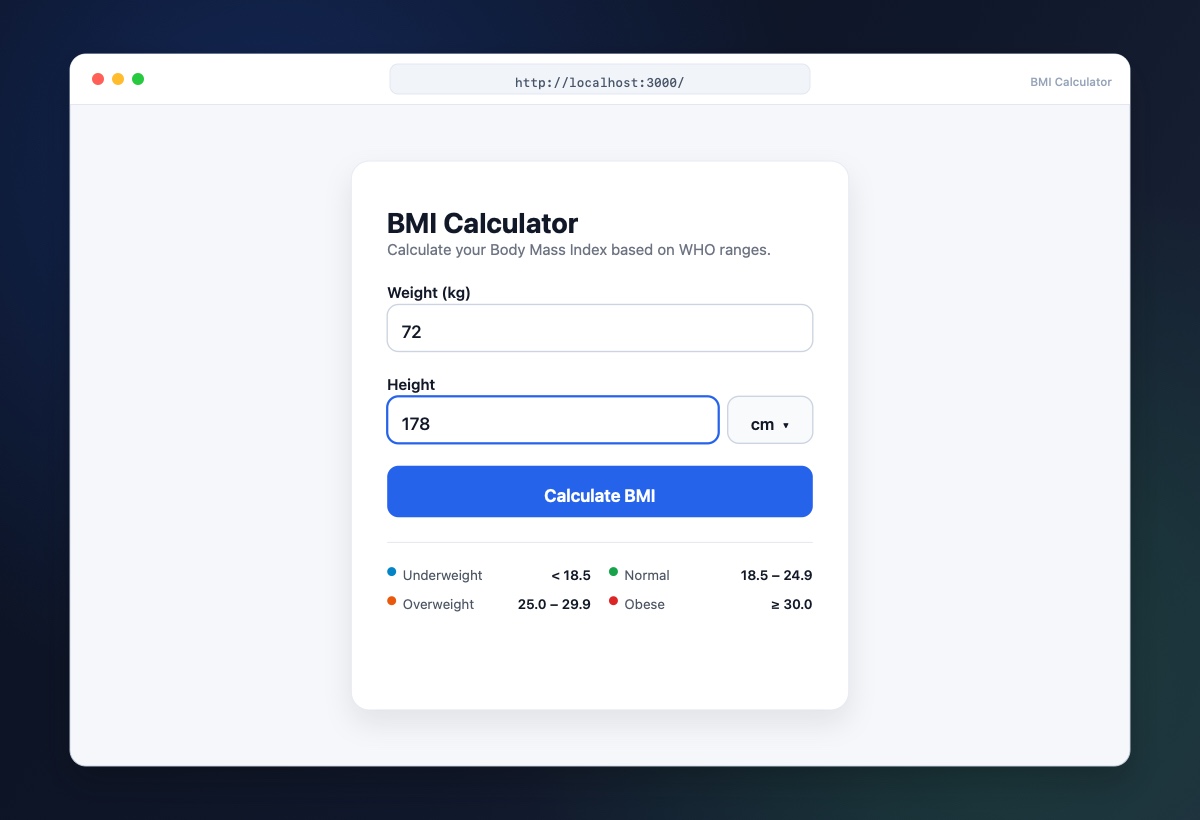 http://localhost:3000/
BMI Calculator
BMI Calculator
Calculate your Body Mass Index based on WHO ranges.
Weight (kg)
72
Height
178
cm ▾
Calculate BMI
Underweight < 18.5 Normal 18.5 – 24.9
Overweight 25.0 – 29.9 Obese ≥ 30.0